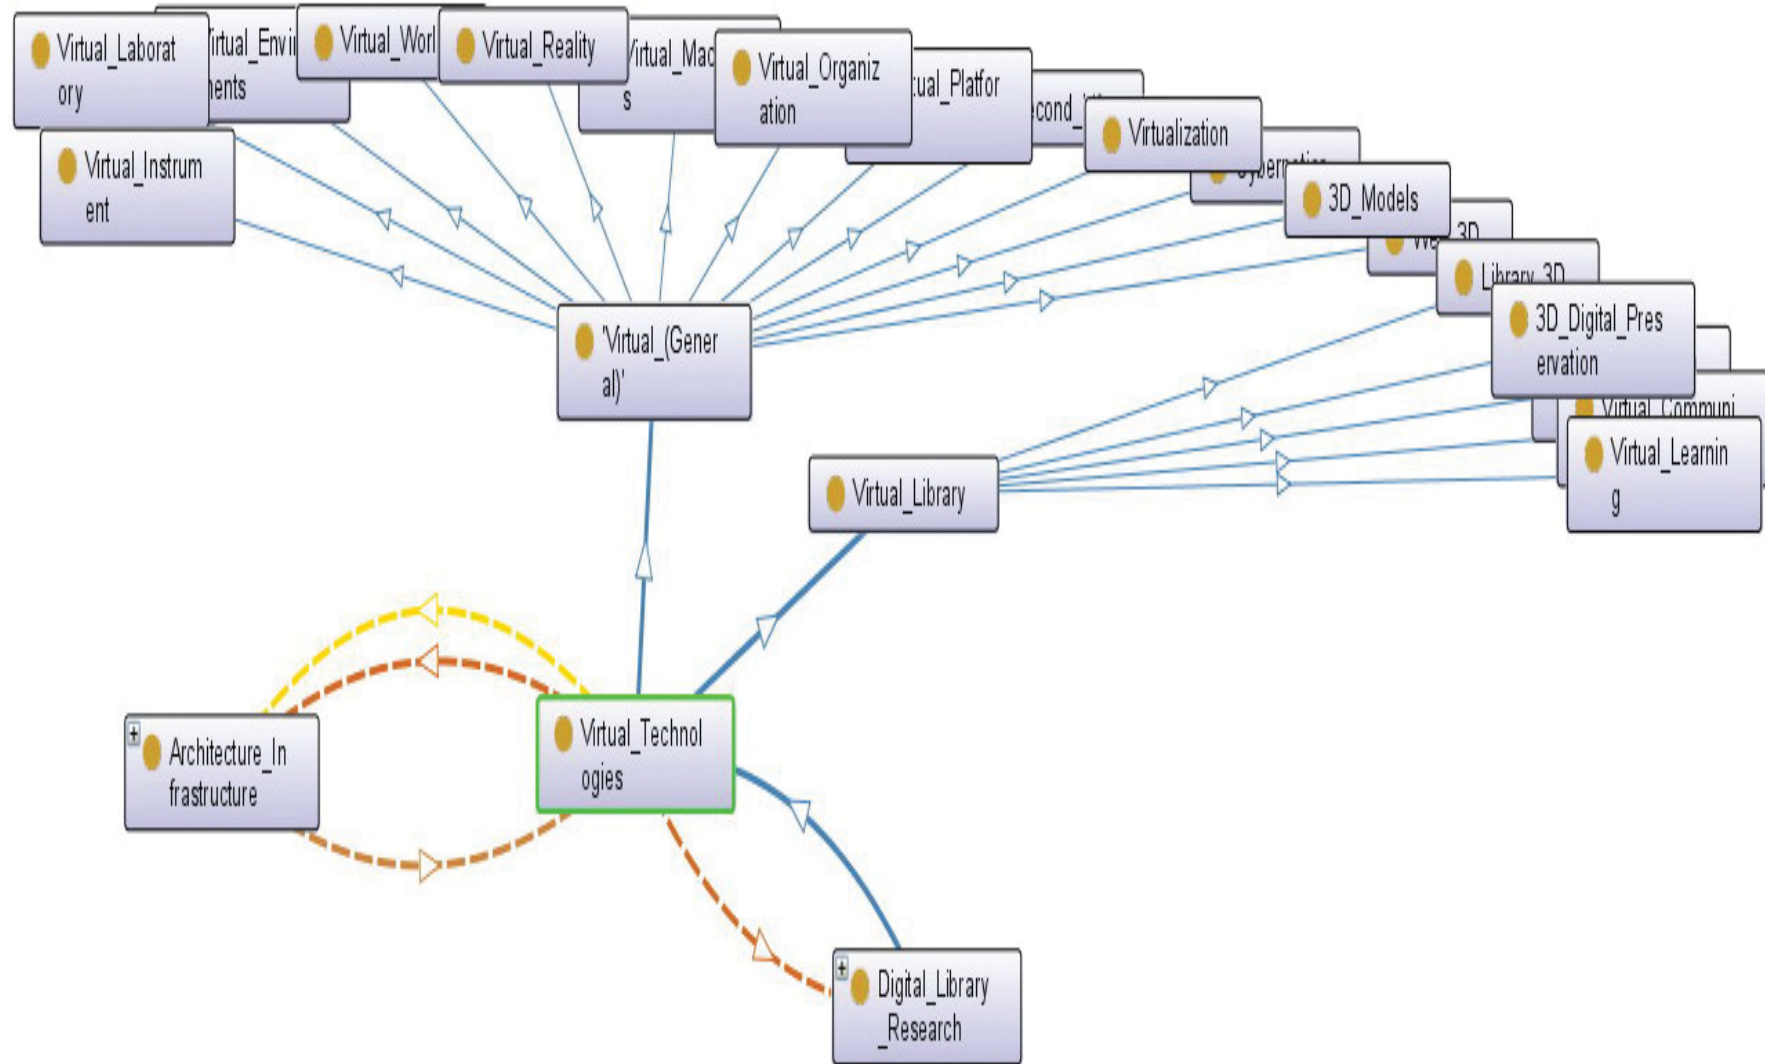 Virtual_Laborat
ory
Virtual_Reality
Virtual_Organiz
ation
Virtualization
Virtual_Instrum
ent
3D_Models
Library_3D
3D_Digital_Pres
ervation
'Virtual_(Gener
al)'
Virtual_Learnin
g
Virtual_Library
Virtual_Technol
ogies
Architecture_In
frastructure
Digital_Library
_Research